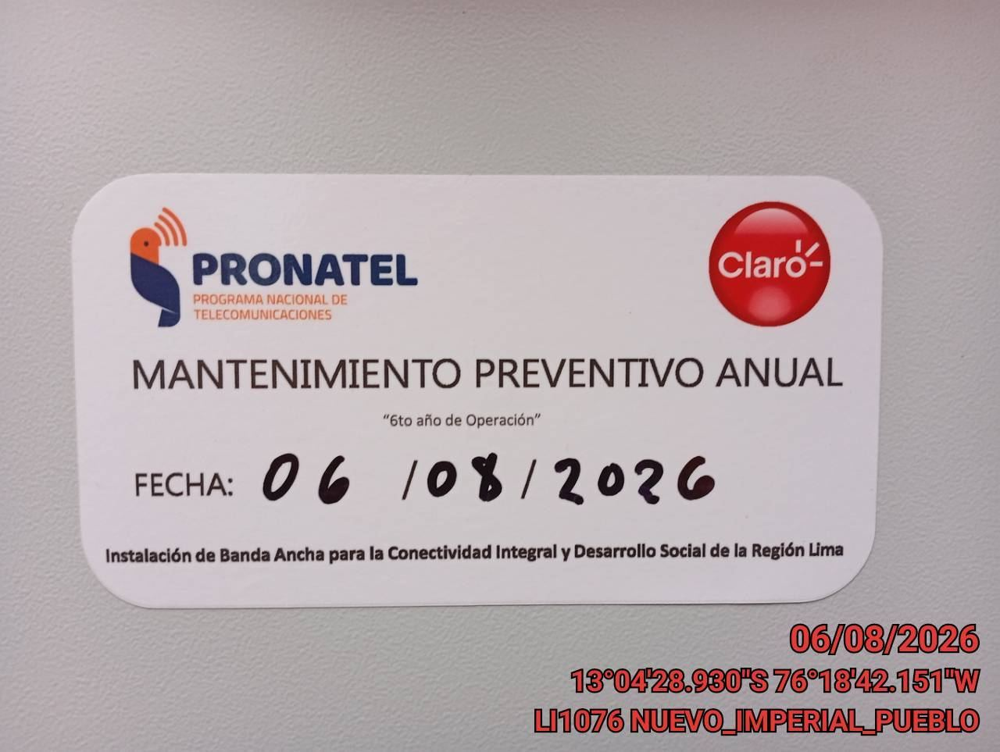 PRONATEL
PROGRAMA NACIONAL DE
TELECOMUNICACIONES
Claro
MANTENIMIENTO PREVENTIVO ANUAL
“6to año de Operación”
FECHA: 06 /08/2026
Instalación de Banda Ancha para la Conectividad Integral y Desarrollo Social de la Región Lima
06/08/2026
13°04'28.930"S 76°18'42.151"W
LI1076 NUEVO_IMPERIAL_PUEBLO